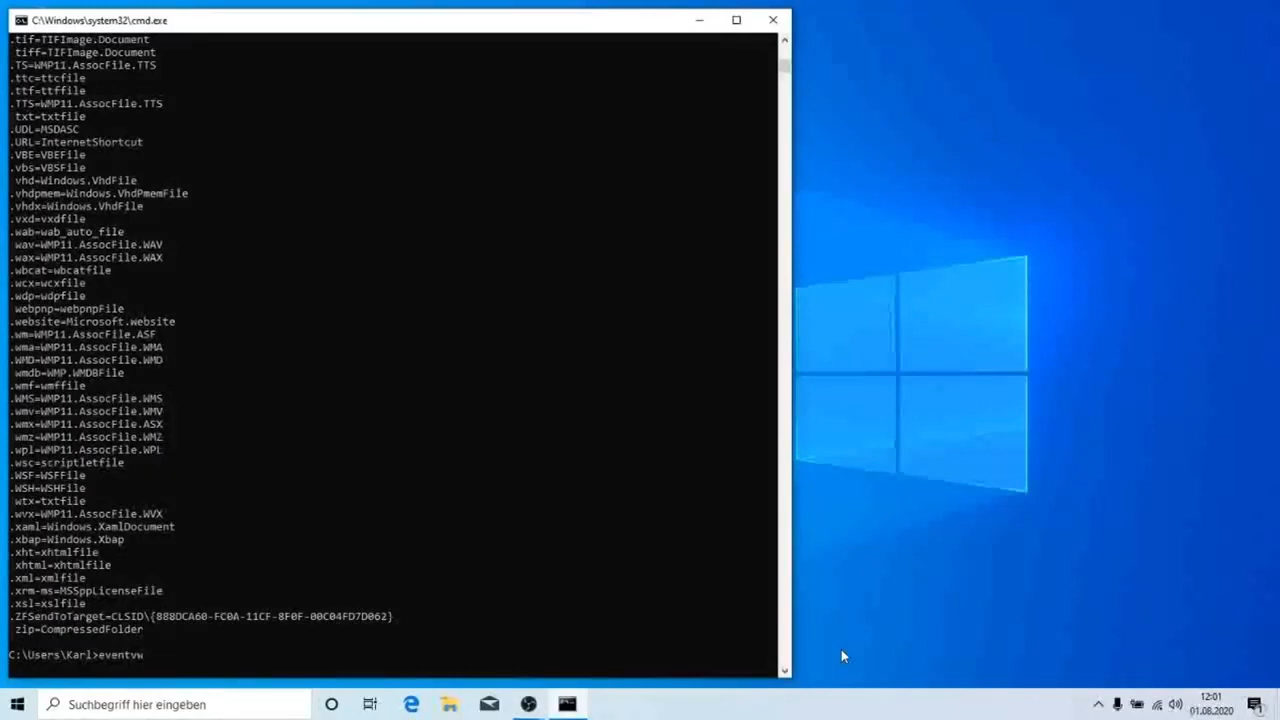 C:\Windows\system32\cmd.exe
.tif=TIFImage.Document
tiff=TIFImage.Document
.TS=WMP11.AssocFile.TTS
.ttc=ttcfile
.ttf=ttffile
.TTS=WMP11.AssocFile.TTS
txt=txtfile
.UDL=MSDASC
.URL=InternetShortcut
.VBE=VBEFile
.vbs=VBSFile
vhd=Windows.VhdFile
.vhdpmem=Windows.VhdPmemFile
.vhdx=Windows.VhdFile
.vxd=vxdfile
.wab=wab_auto_file
wav=WMP11.AssocFile.WAV
.wax=WMP11.AssocFile.WAX
.wbcat=wbcatfile
.wcx=wcxfile
.wdp=wdpfile
webpnp=webpnpFile
.website=Microsoft.Website
.wm=WMP11.AssocFile.ASF
.wma=WMP11.AssocFile.WMA
.WMD=WMP11.AssocFile.WMD
wmdb=WMP.WMDBFile
.wmf=wmffile
.WMS=WMP11.AssocFile.WMS
.wmv=WMP11.AssocFile.WMV
.wmx=WMP11.AssocFile.ASX
wmz=WMP11.AssocFile.WMZ
.wpl=WMP11.AssocFile.WPL
.wsc=scriptletfile
.WSF=WSFFile
.WSH=WSHFile
wtx=txtfile
.wvx=WMP11.AssocFile.WVX
.xaml=Windows.XamlDocument
.xbap=Windows.Xbap
.xht=xhtmlfile
xhtml=xhtmlfile
.xml=xmlfile
.xrm-ms=MSSppLicenseFile
.xsl=xslfile
.ZFSendToTarget=CLSID\{888DCA60-FC0A-11CF-8F0F-00C04FD7D062}
zip=CompressedFolder
C:\Users\Karl>eventvw
Suchbegriff hier eingeben
12:01
01.08.2020